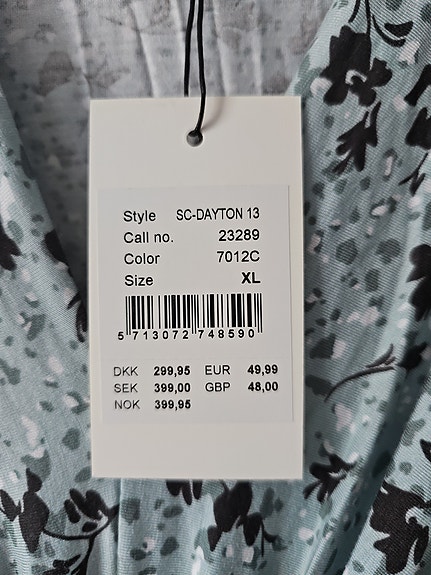 Style SC-DAYTON 13
Call no. 23289
Color 7012C
Size XL
5 713072 748590
DKK 299,95 EUR 49,99
SEK 399,00 GBP 48,00
NOK 399,95